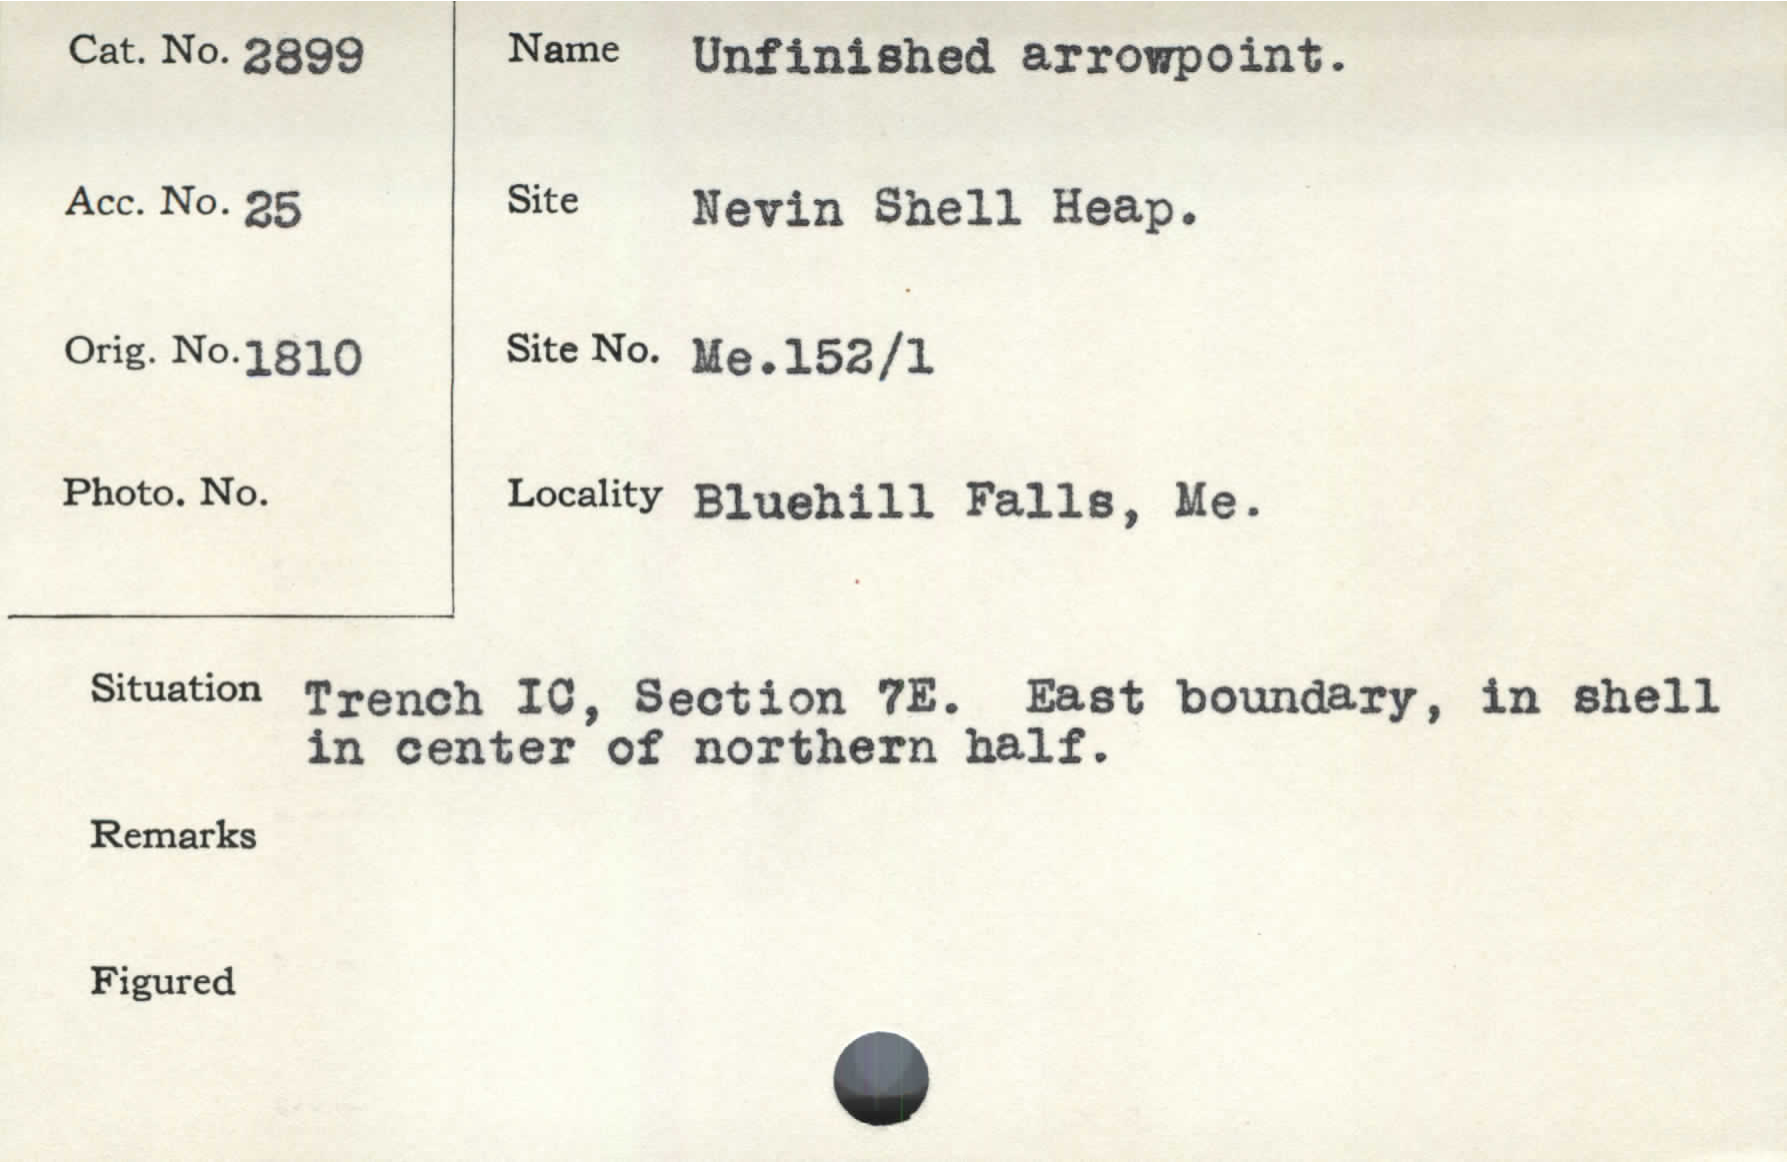 Cat. No. 2899
Acc. No. 25
Orig. No. 1810
Photo. No.
Name Unfinished arrowpoint.
Site Nevin Shell Heap.
Site No. Me.152/1
Locality Bluehill Falls, Me.
Situation Trench IC, Section 7E. East boundary, in shell
in center of northern half.
Remarks
Figured